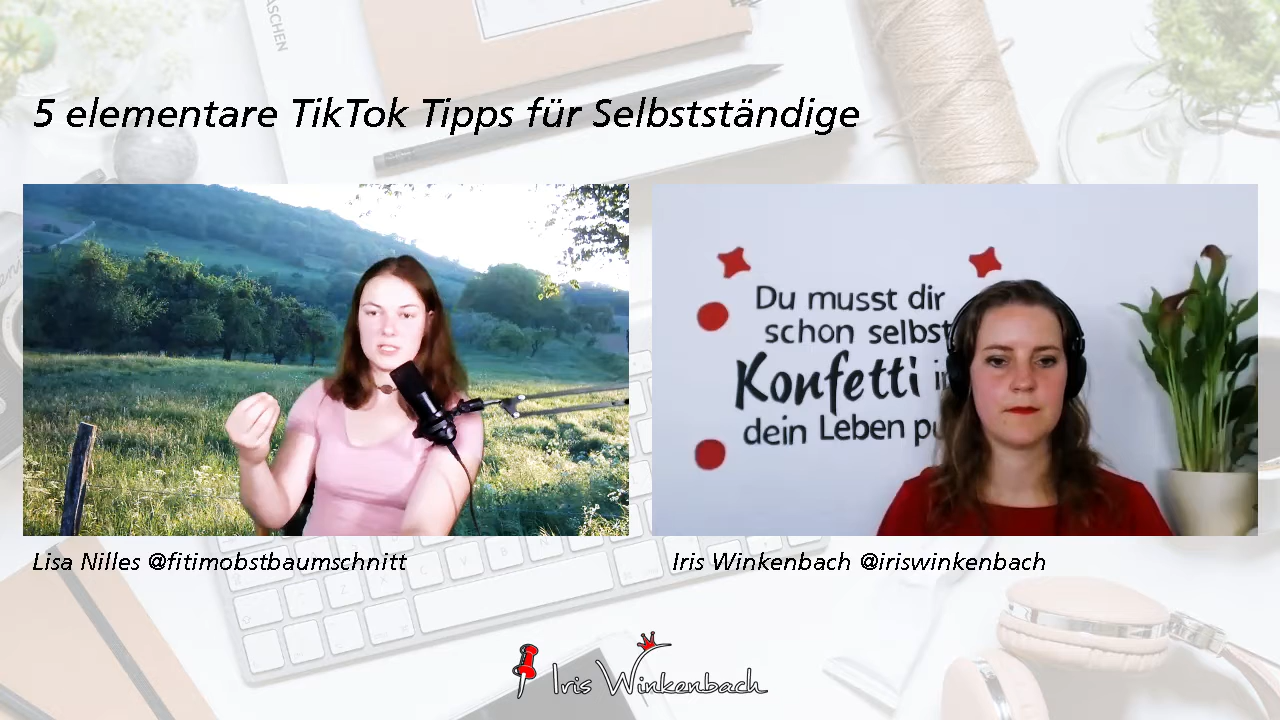 5 elementare TikTok Tipps für Selbstständige
Du musst dir
schon selbst
Konfetti
dein Leben
Lisa Nilles @fitimobstbaumschnitt
Iris Winkenbach @iriswinkenbach
Iris Winkenbach